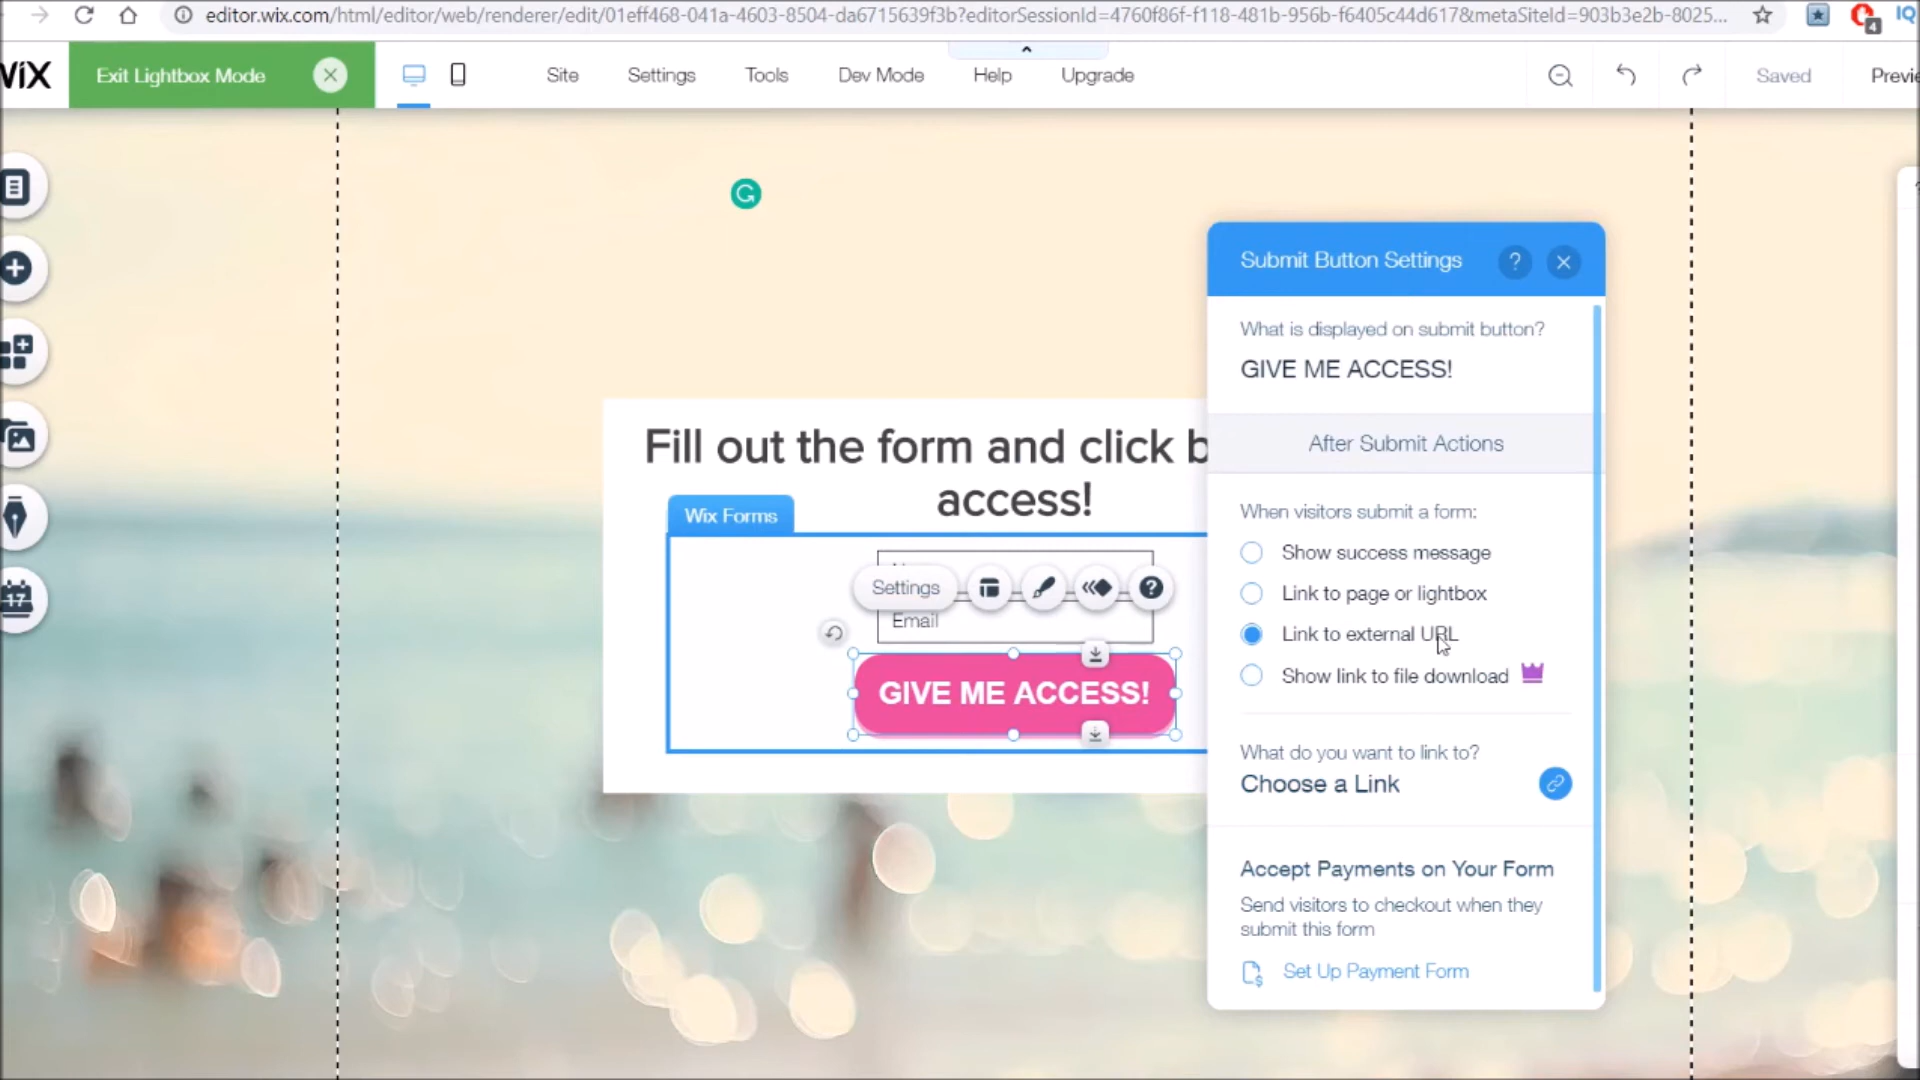 editor.wix.com/html/editor/web/renderer/edit/01eff468-041a-4603-8504-da6715639f3b?editorSessionId=4760f86f-f118-481b-956b-f6405c44d617&metaSiteId=903b3e2b-8025...
4
IQ
WiX
Exit Lightbox Mode
Site
Settings
Tools
Dev Mode
Help
Upgrade
Saved
Previe
17
Fill out the form and click b
access!
Wix Forms
Settings
Email
GIVE ME ACCESS!
Submit Button Settings
What is displayed on submit button?
GIVE ME ACCESS!
After Submit Actions
When visitors submit a form:
Show success message
Link to page or lightbox
Link to external URL
Show link to file download
What do you want to link to?
Choose a Link
Accept Payments on Your Form
Send visitors to checkout when they
submit this form
Set Up Payment Form